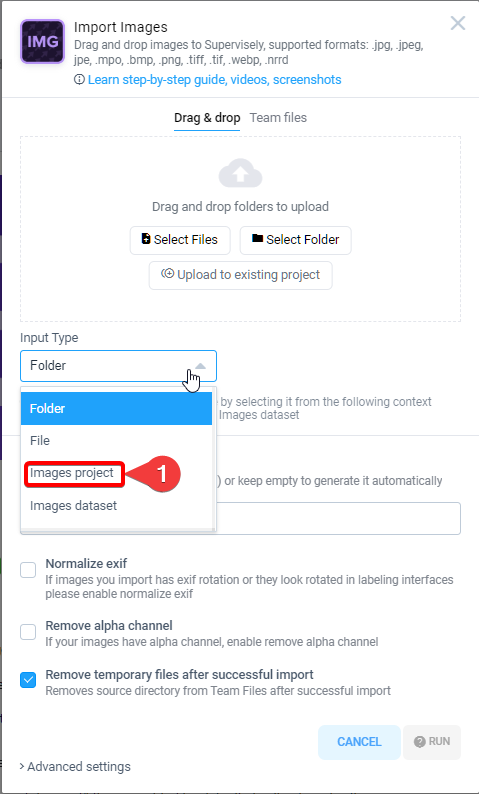 IMG
Import Images
Drag and drop images to Supervisely, supported formats: .jpg, .jpeg,
jpe, .mpo, .bmp, .png, .tiff, .tif, .webp, .nrrd
Learn step-by-step guide, videos, screenshots
Drag & drop Team files
Drag and drop folders to upload
Select Files Select Folder
Upload to existing project
Input Type
Folder
by selecting it from the following context
Images dataset
Folder
File
Images project 1
) or keep empty to generate it automatically
Images dataset
Normalize exif
If images you import has exif rotation or they look rotated in labeling interfaces
please enable normalize exif
Remove alpha channel
If your images have alpha channel, enable remove alpha channel
Remove temporary files after successful import
Removes source directory from Team Files after successful import
CANCEL ? RUN
> Advanced settings